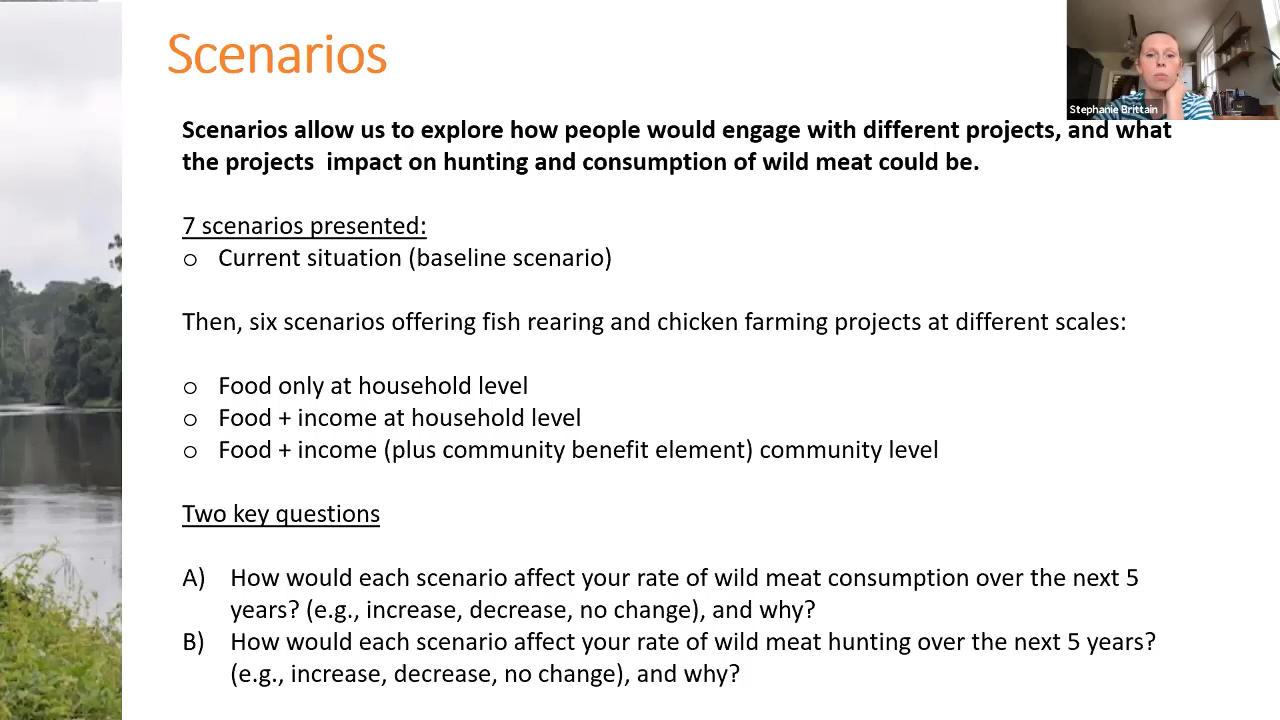 Scenarios
Stephanie Brittain
Scenarios allow us to explore how people would engage with different projects, and what
the projects  impact on hunting and consumption of wild meat could be.
7 scenarios presented:
o Current situation (baseline scenario)
Then, six scenarios offering fish rearing and chicken farming projects at different scales:
o Food only at household level
o Food + income at household level
o Food + income (plus community benefit element) community level
Two key questions
A) How would each scenario affect your rate of wild meat consumption over the next 5
years? (e.g., increase, decrease, no change), and why?
B) How would each scenario affect your rate of wild meat hunting over the next 5 years?
(e.g., increase, decrease, no change), and why?